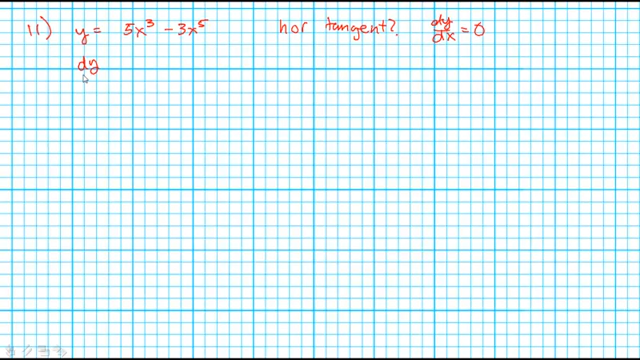 11) y = 5x³ - 3x⁵ hor tangent? dy/dx = 0
dy